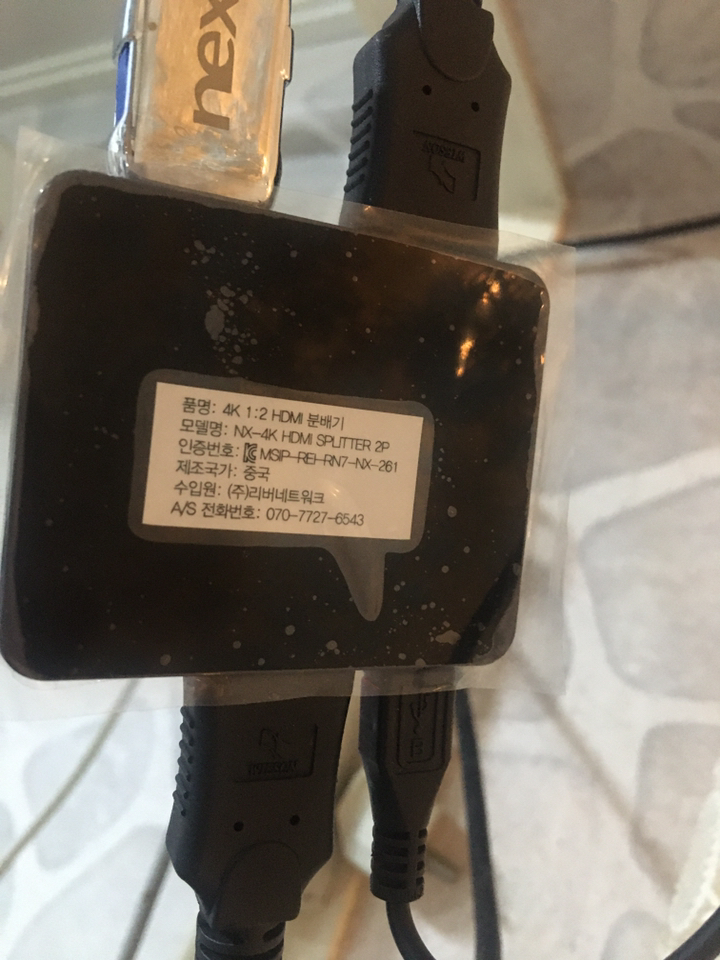 nex
품명: 4K 1:2 HDMI 분배기
모델명: NX-4K HDMI SPLITTER 2P
인증번호: MSIP-REI-RN7-NX-261
제조국가: 중국
수입원: (주)리버네트워크
A/S 전화번호: 070-7727-6543